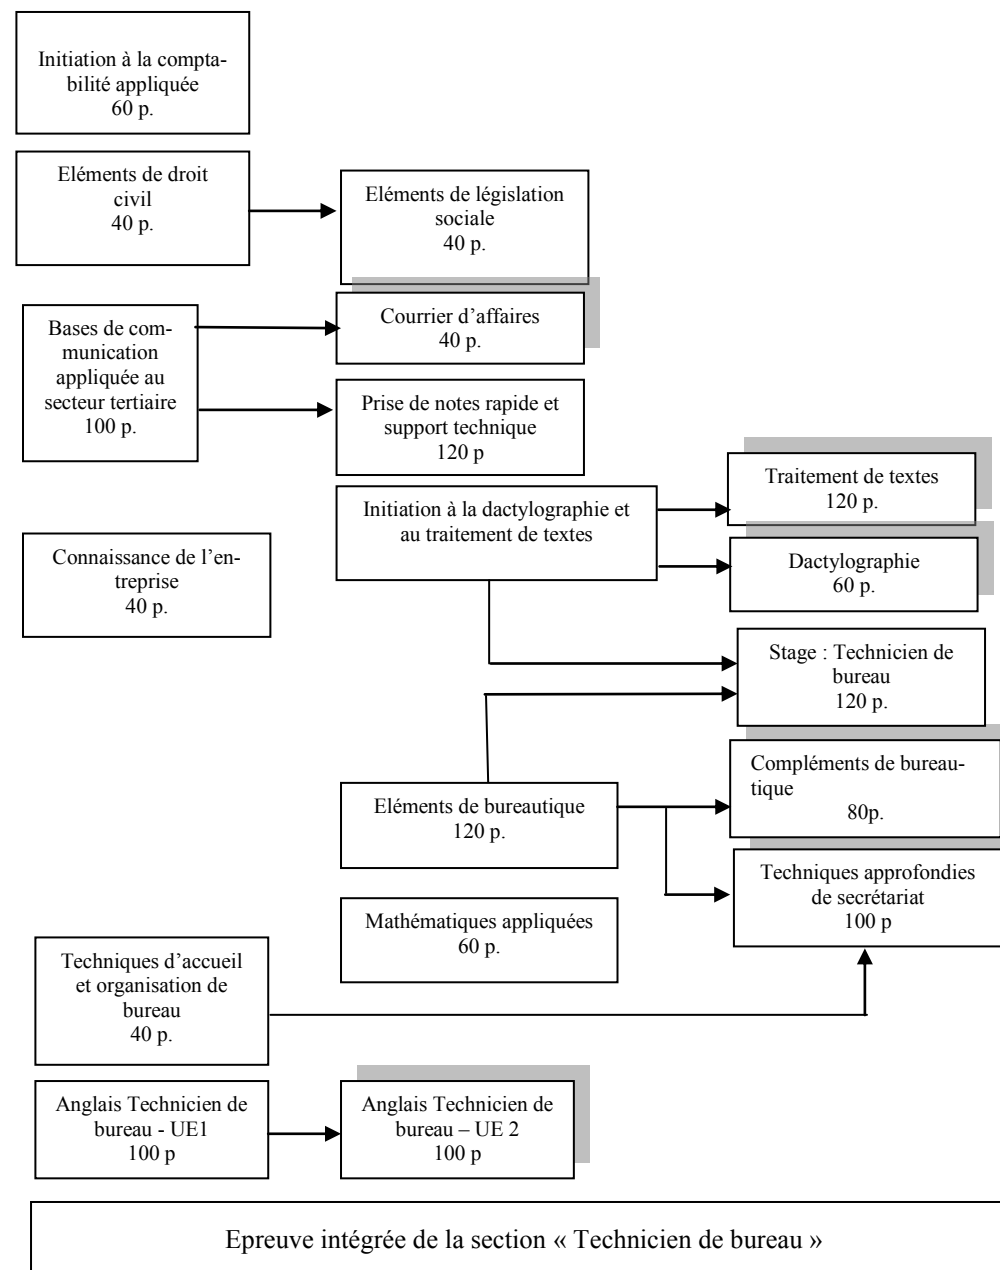 Initiation à la compta-
bilité appliquée
60 p.
Eléments de droit
civil
40 p.
Eléments de législation
sociale
40 p.
Bases de com-
munication
appliquée au
secteur tertiaire
100 p.
Courrier d’affaires
40 p.
Prise de notes rapide et
support technique
120 p
Initiation à la dactylographie et
au traitement de textes
Traitement de textes
120 p.
Connaissance de l’en-
treprise
40 p.
Dactylographie
60 p.
Stage : Technicien de
bureau
120 p.
Eléments de bureautique
120 p.
Compléments de bureau-
tique
80p.
Techniques approfondies
de secrétariat
100 p
Mathématiques appliquées
60 p.
Techniques d’accueil
et organisation de
bureau
40 p.
Anglais Technicien de
bureau - UE1
100 p
Anglais Technicien de
bureau – UE 2
100 p
Epreuve intégrée de la section « Technicien de bureau »